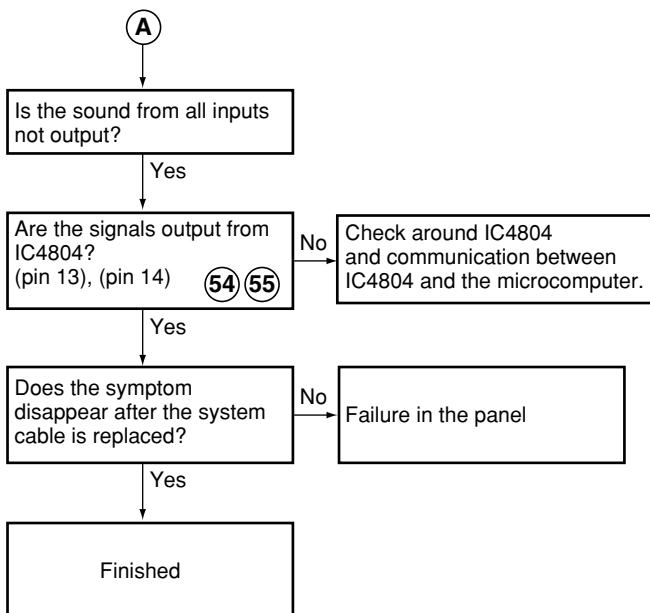 A
Is the sound from all inputs
not output?
Yes
Are the signals output from
IC4804?
(pin 13), (pin 14) 54 55
No
Check around IC4804
and communication between
IC4804 and the microcomputer.
Yes
Does the symptom
disappear after the system
cable is replaced?
No
Failure in the panel
Yes
Finished